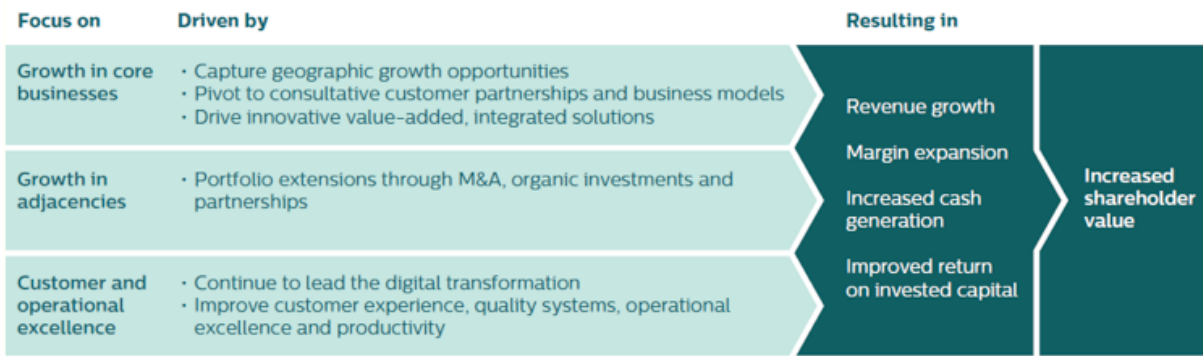 Focus on
Driven by
Resulting in
Growth in core
businesses
· Capture geographic growth opportunities
· Pivot to consultative customer partnerships and business models
· Drive innovative value-added, integrated solutions
Growth in
adjacencies
· Portfolio extensions through M&A, organic investments and
partnerships
Customer and
operational
excellence
· Continue to lead the digital transformation
· Improve customer experience, quality systems, operational
excellence and productivity
Revenue growth
Margin expansion
Increased cash
generation
Improved return
on invested capital
Increased
shareholder
value